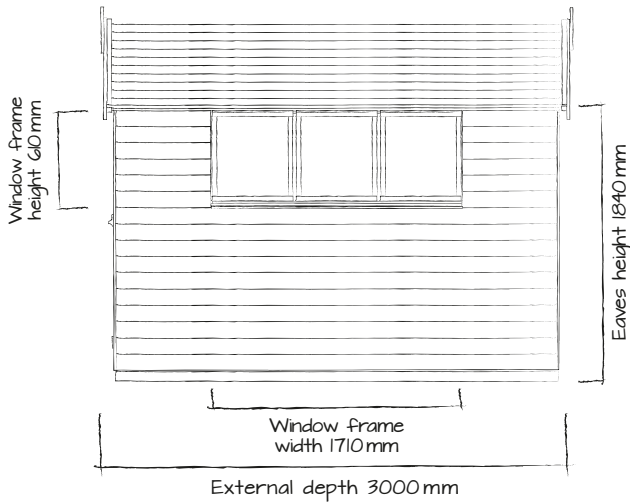 Window frame
height 610 mm
Eaves height 1840 mm
Window frame
width 1710 mm
External depth 3000 mm